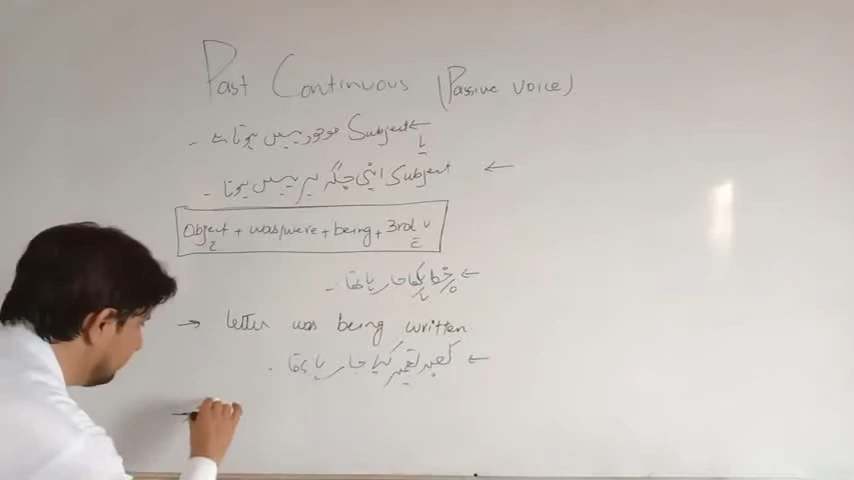 Past Continuous (Passive voice)
← Subject موجود نہیں ہوتا ہے -
یا
← Subject اپنی جگہ پر نہیں ہوتا -
Object + was/were + being + 3rd v
← خط لکھا جا رہا تھا -
→ letter was being written.
← کعبہ تعمیر کیا جا رہا تھا -